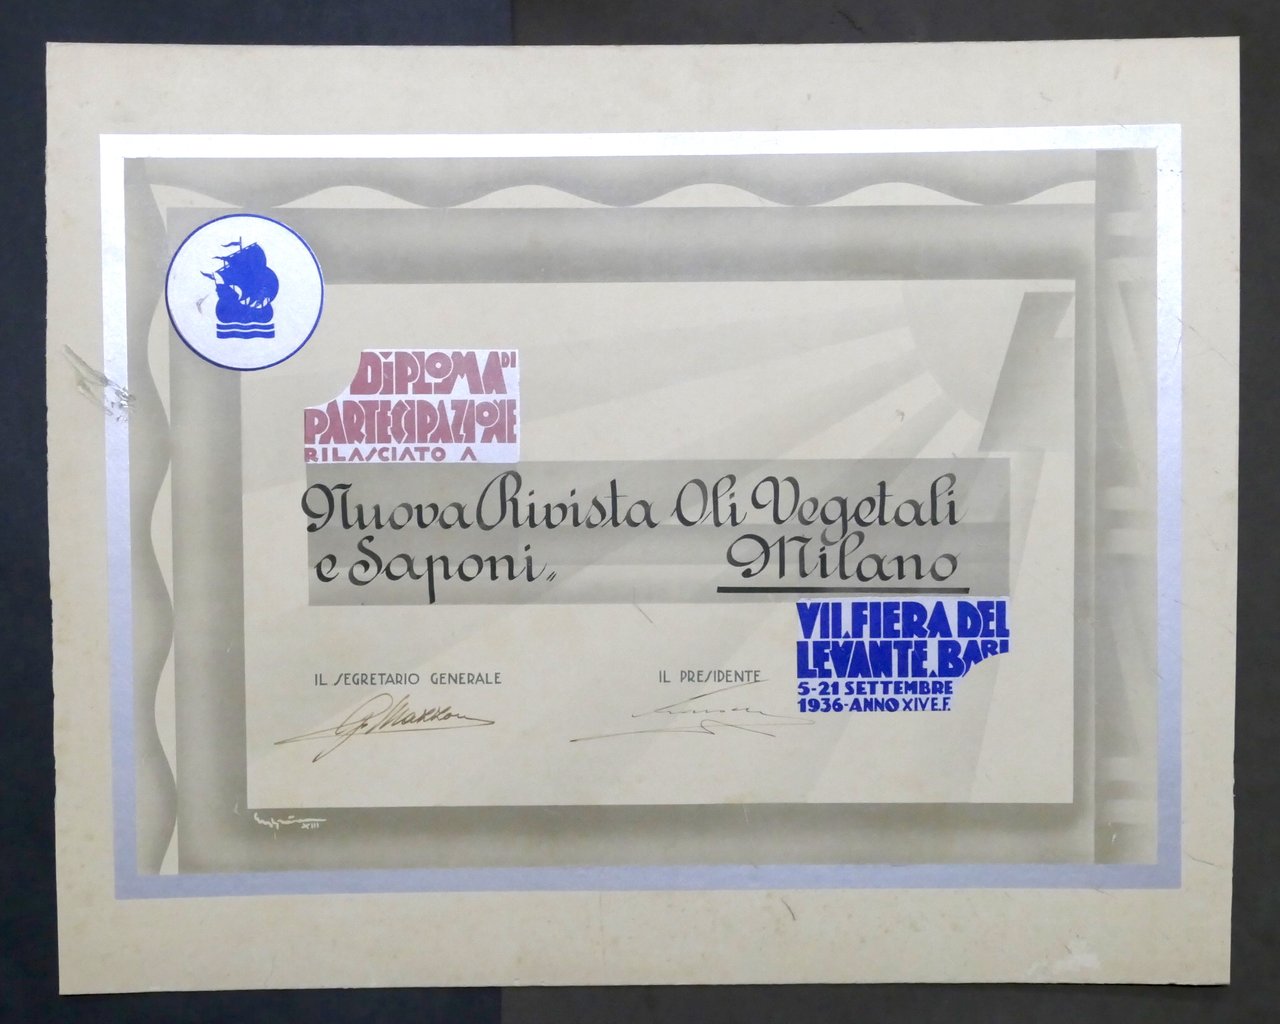 DIPLOMA DI
PARTECIPAZIONE
RILASCIATO A
Nuova Rivista Oli Vegetali
e Saponi„ Milano
VII. FIERA DEL
LEVANTE. BARI
5-21 SETTEMBRE
1936-ANNO XIV E.F.
IL SEGRETARIO GENERALE
IL PRESIDENTE
XIII